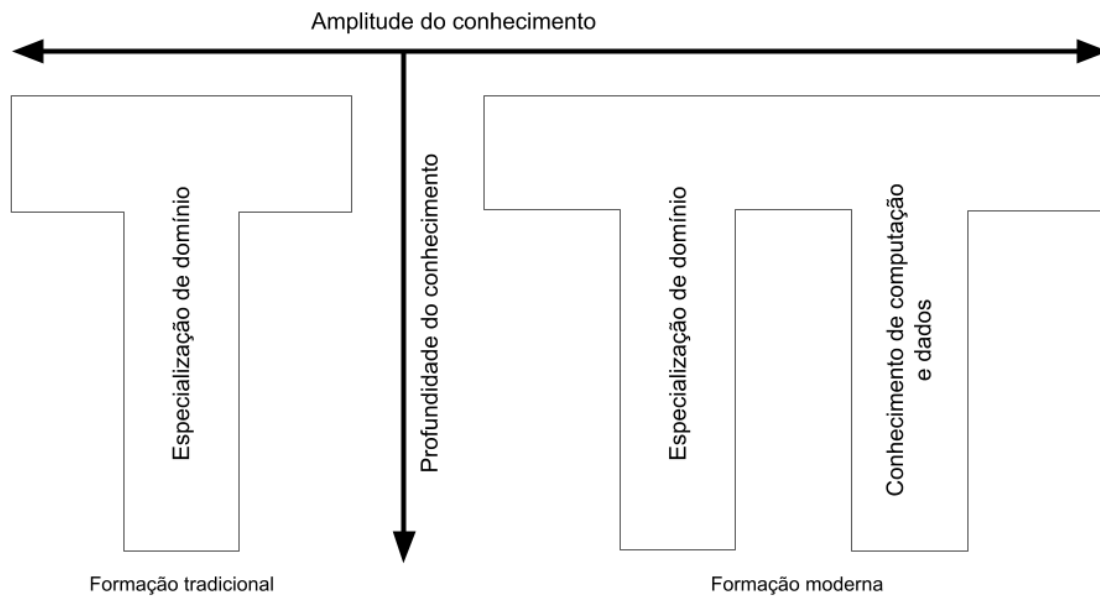 Amplitude do conhecimento
Especialização de domínio
Profundidade do conhecimento
Especialização de domínio
Conhecimento de computação
e dados
Formação tradicional
Formação moderna